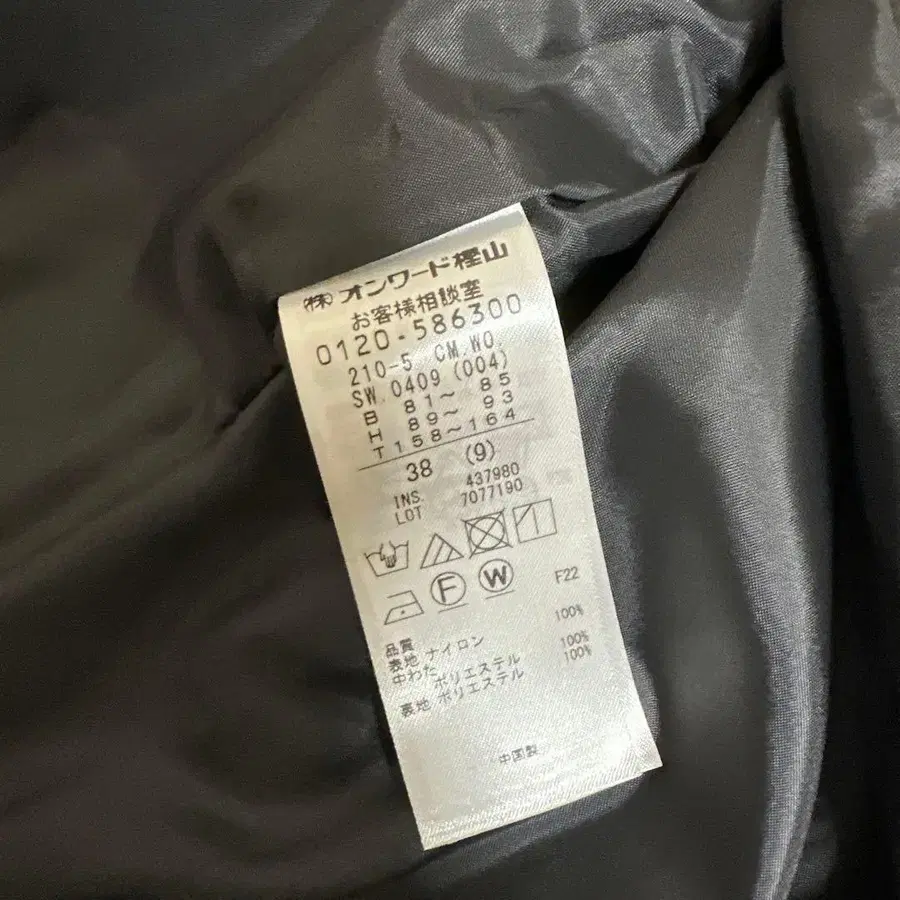 ㈱オンワード樫山
お客様相談室
0120-586300
210-5 CM.WO.
SW.0409 (004)
B 81～ 85
H 89～ 93
T 158～164
38 (9)
INS. 437980
LOT 7077190
F W F22
品質
表地 ナイロン 100%
中わた ポリエステル 100%
表地 ポリエステル 100%
中国製